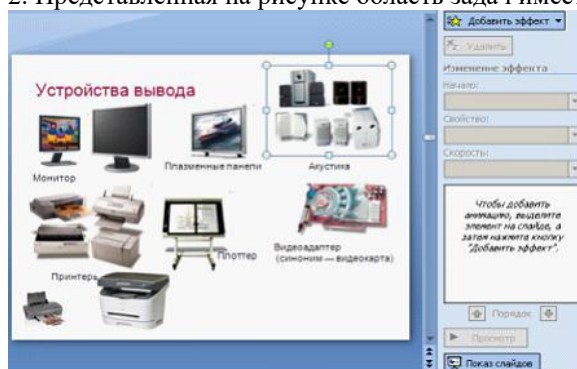 2. Представленная на рисунке область задач имеет
Устройства вывода
Монитор
Плазменные панели
Акустика
Принтеры
Плоттер
Видеоадаптер
(синоним — видеокарта)
Добавить эффект
Удалить
Изменение эффекта
Начало:
Свойство:
Скорость:
Чтобы добавить
анимацию, выделите
элемент на слайде, а
затем нажмите кнопку
"Добавить эффект".
Порядок
Просмотр
Показ слайдов